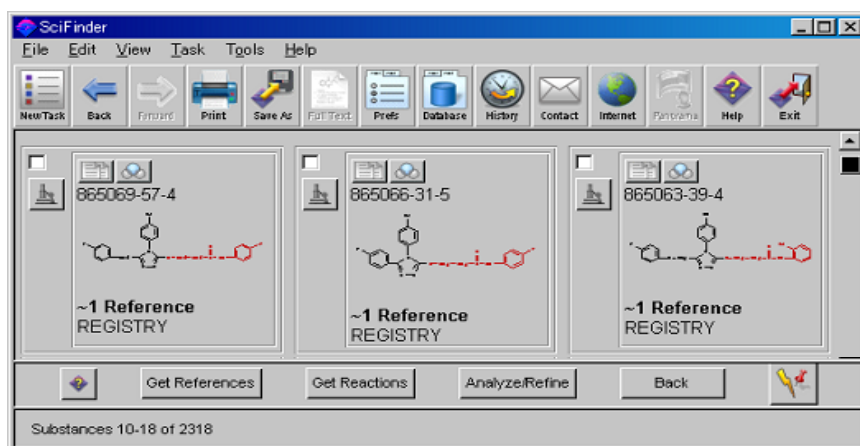 SciFinder
File Edit View Task Tools Help
New Task Back Forward Print Save As Full Text Prefs Database History Contact Internet Panorama Help Exit
865069-57-4 865066-31-5 865063-39-4
~1 Reference ~1 Reference ~1 Reference
REGISTRY REGISTRY REGISTRY
Get References Get Reactions Analyze/Refine Back
Substances 10-18 of 2318